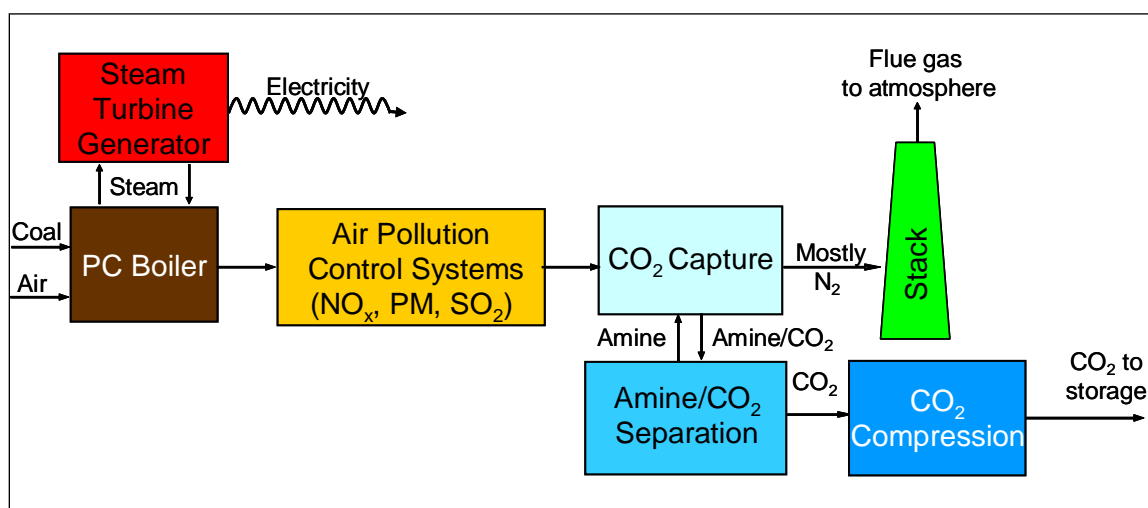 Steam
Turbine
Generator
Electricity
Flue gas
to atmosphere
Steam
Coal
Air
PC Boiler
Air Pollution
Control Systems
(NOₓ, PM, SO₂)
CO₂ Capture
Mostly
N₂
Stack
Amine
Amine/CO₂
Amine/CO₂
Separation
CO₂
CO₂
Compression
CO₂ to
storage